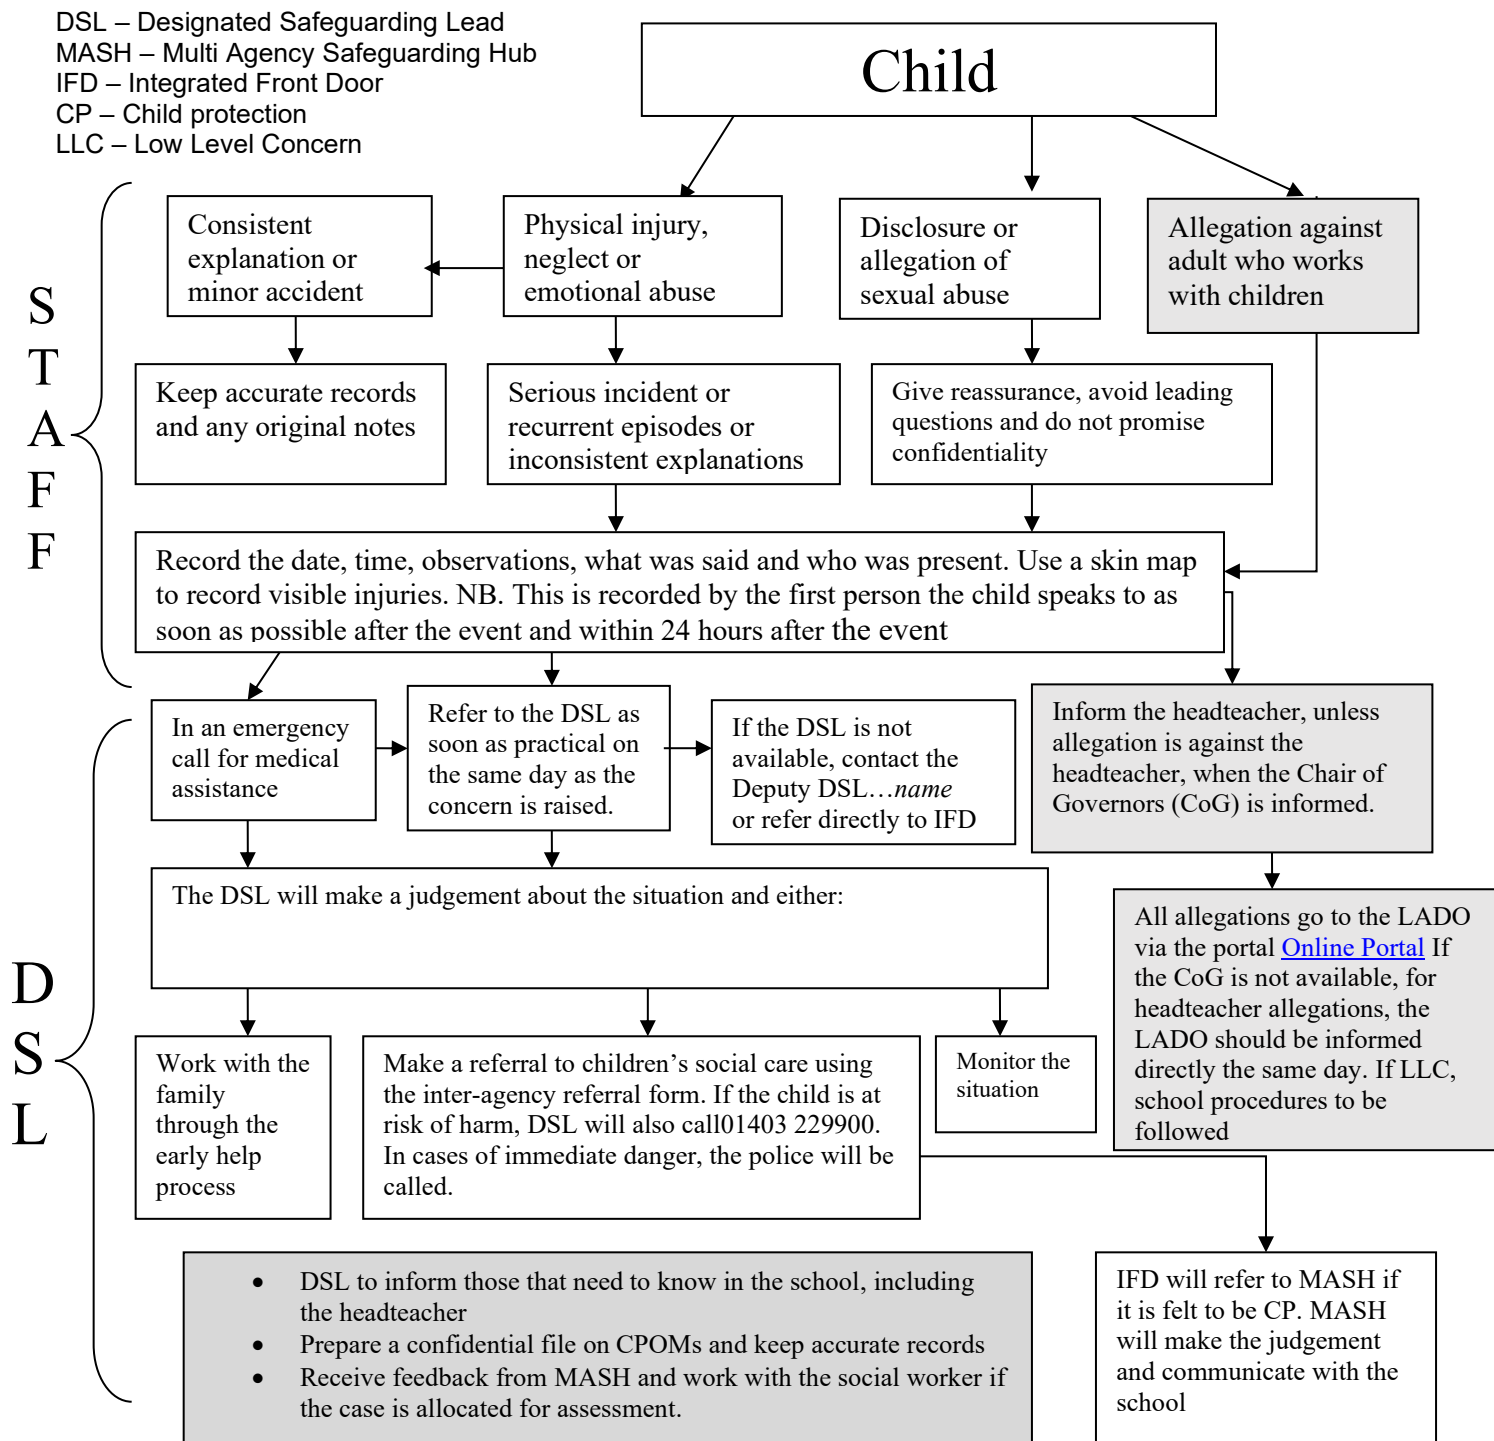 DSL – Designated Safeguarding Lead
MASH – Multi Agency Safeguarding Hub
IFD – Integrated Front Door
CP – Child protection
LLC – Low Level Concern
Child
S
T
A
F
F
Consistent
explanation or
minor accident
Physical injury,
neglect or
emotional abuse
Disclosure or
allegation of
sexual abuse
Allegation against
adult who works
with children
Keep accurate records
and any original notes
Serious incident or
recurrent episodes or
inconsistent explanations
Give reassurance, avoid leading
questions and do not promise
confidentiality
Record the date, time, observations, what was said and who was present. Use a skin map
to record visible injuries. NB. This is recorded by the first person the child speaks to as
soon as possible after the event and within 24 hours after the event
D
S
L
In an emergency
call for medical
assistance
Refer to the DSL as
soon as practical on
the same day as the
concern is raised.
If the DSL is not
available, contact the
Deputy DSL…name
or refer directly to IFD
Inform the headteacher, unless
allegation is against the
headteacher, when the Chair of
Governors (CoG) is informed.
The DSL will make a judgement about the situation and either:
All allegations go to the LADO
via the portal Online Portal If
the CoG is not available, for
headteacher allegations, the
LADO should be informed
directly the same day. If LLC,
school procedures to be
followed
Work with the
family
through the
early help
process
Make a referral to children’s social care using
the inter-agency referral form. If the child is at
risk of harm, DSL will also call01403 229900.
In cases of immediate danger, the police will be
called.
Monitor the
situation
• DSL to inform those that need to know in the school, including
the headteacher
• Prepare a confidential file on CPOMs and keep accurate records
• Receive feedback from MASH and work with the social worker if
the case is allocated for assessment.
IFD will refer to MASH if
it is felt to be CP. MASH
will make the judgement
and communicate with the
school